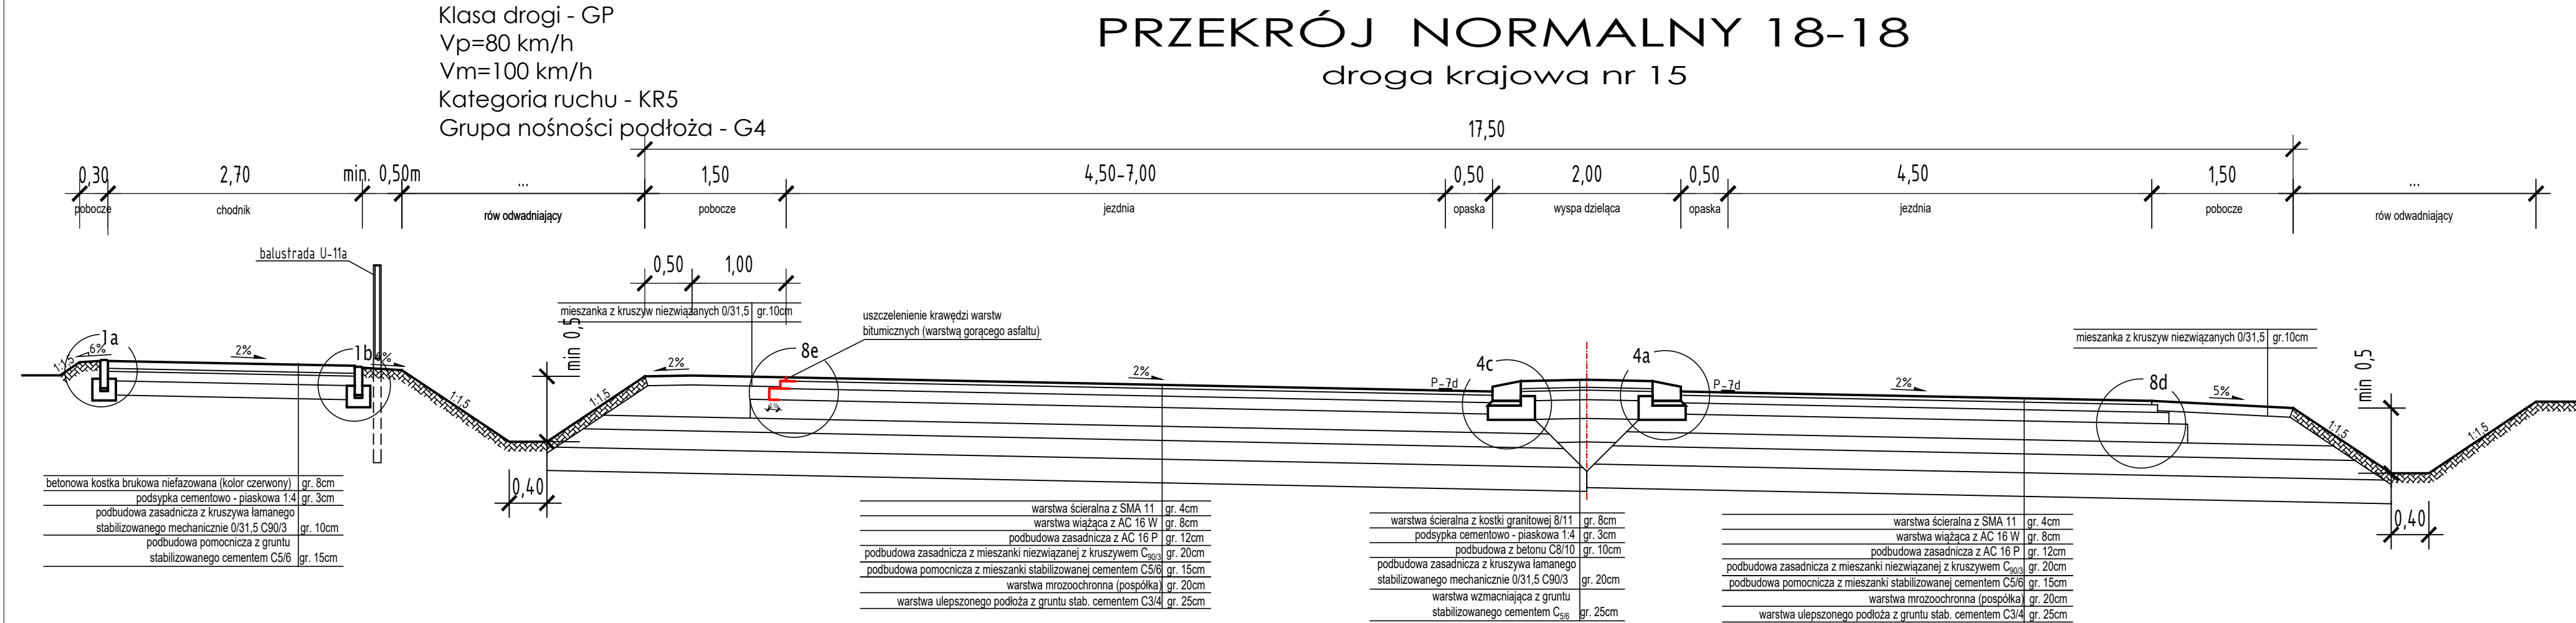 Klasa drogi - GP
Vp=80 km/h
Vm=100 km/h
Kategoria ruchu - KR5
Grupa nośności podłoża - G4
PRZEKRÓJ NORMALNY 18-18
droga krajowa nr 15
17,50
0,30 2,70 min. 0,50m ... 1,50 4,50-7,00 0,50 2,00 0,50 4,50 1,50 ...
pobocze chodnik rów odwadniający pobocze jezdnia opaska wyspa dzieląca opaska jezdnia pobocze rów odwadniający
balustrada U-11a
0,50 1,00
mieszanka z kruszyw niezwiązanych 0/31,5 gr.10cm
uszczelenienie krawędzi warstw
bitumicznych (warstwą gorącego asfaltu)
mieszanka z kruszyw niezwiązanych 0/31,5 gr.10cm
min 0,5
min 0,5
1a 1b 8e 4c 4a 8d
1:1,5 6% 2% 6% 1:1,5 1:1,5 2% 2% P-7d P-7d 2% 5% 1:1,5 1:1,5
0,40
0,40
betonowa kostka brukowa niefazowana (kolor czerwony) gr. 8cm
podsypka cementowo - piaskowa 1:4 gr. 3cm
podbudowa zasadnicza z kruszywa łamanego
stabilizowanego mechanicznie 0/31,5 C90/3 gr. 10cm
podbudowa pomocnicza z gruntu
stabilizowanego cementem C5/6 gr. 15cm
warstwa ścieralna z SMA 11 gr. 4cm
warstwa wiążąca z AC 16 W gr. 8cm
podbudowa zasadnicza z AC 16 P gr. 12cm
podbudowa zasadnicza z mieszanki niezwiązanej z kruszywem C90/3 gr. 20cm
podbudowa pomocnicza z mieszanki stabilizowanej cementem C5/6 gr. 15cm
warstwa mrozoochronna (pospółka) gr. 20cm
warstwa ulepszonego podłoża z gruntu stab. cementem C3/4 gr. 25cm
warstwa ścieralna z kostki granitowej 8/11 gr. 8cm
podsypka cementowo - piaskowa 1:4 gr. 3cm
podbudowa z betonu C8/10 gr. 10cm
podbudowa zasadnicza z kruszywa łamanego
stabilizowanego mechanicznie 0/31,5 C90/3 gr. 20cm
warstwa wzmacniająca z gruntu
stabilizowanego cementem C5/6 gr. 25cm
warstwa ścieralna z SMA 11 gr. 4cm
warstwa wiążąca z AC 16 W gr. 8cm
podbudowa zasadnicza z AC 16 P gr. 12cm
podbudowa zasadnicza z mieszanki niezwiązanej z kruszywem C90/3 gr. 20cm
podbudowa pomocnicza z mieszanki stabilizowanej cementem C5/6 gr. 15cm
warstwa mrozoochronna (pospółka) gr. 20cm
warstwa ulepszonego podłoża z gruntu stab. cementem C3/4 gr. 25cm